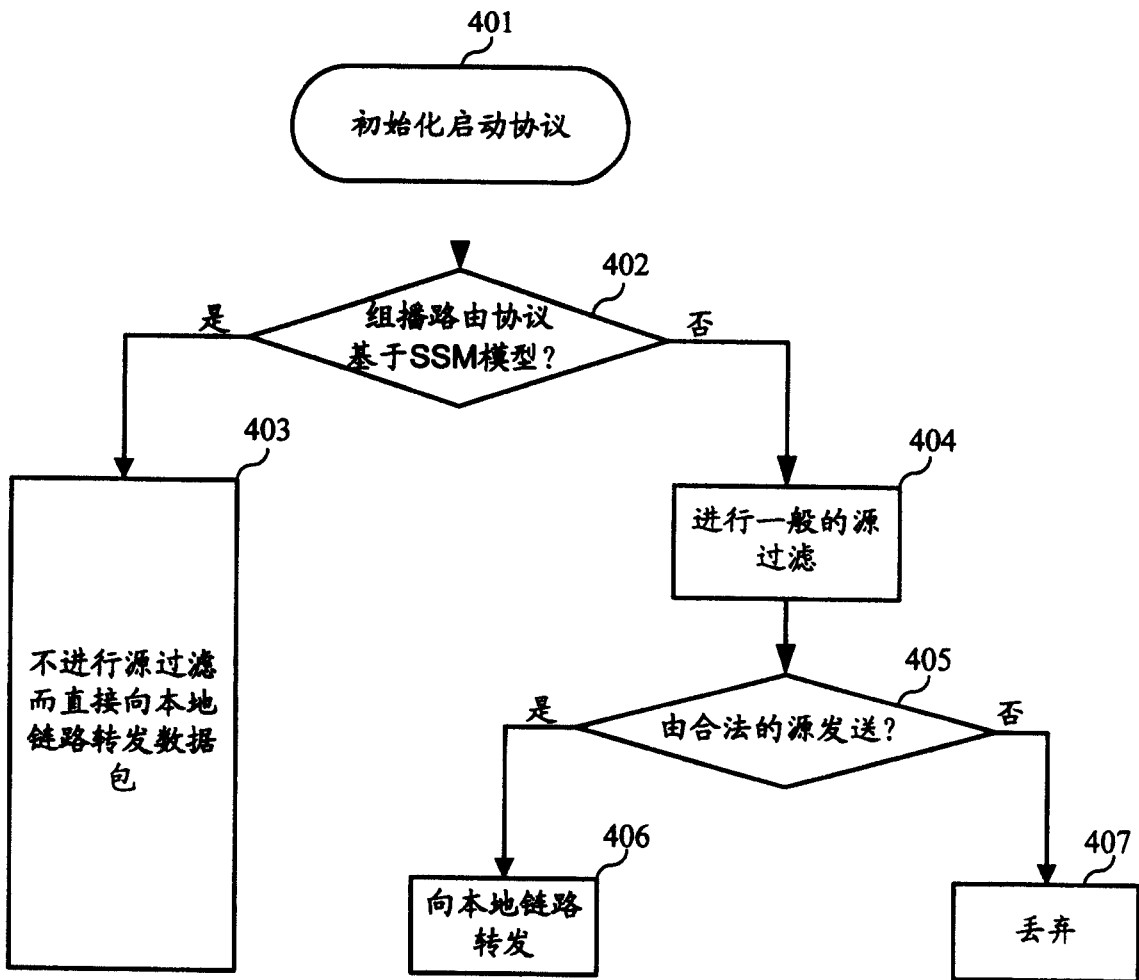 401
初始化启动协议
402
是
组播路由协议
基于SSM模型?
否
403
404
进行一般的源
过滤
不进行源过滤
而直接向本地
链路转发数据
包
405
是
由合法的源发送?
否
406
407
向本地链路
转发
丢弃